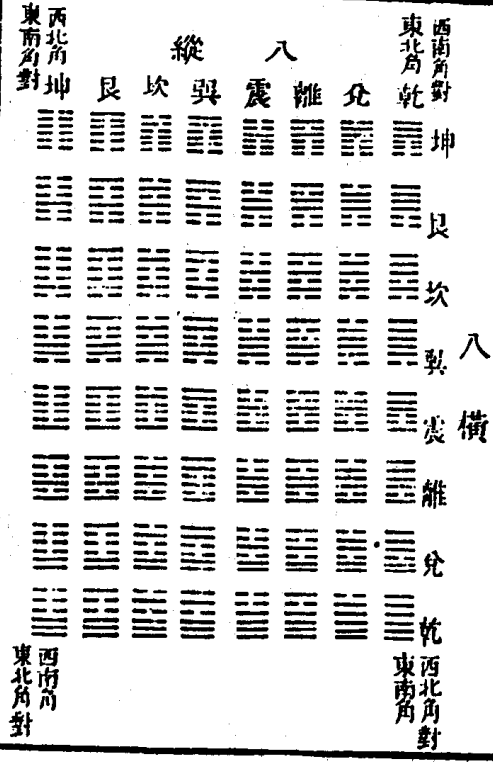 西南角對
東北角
八縱
西北角對
東南角對
乾兌離震巽坎艮坤
坤
艮
坎
巽
震
離
兌
乾
八橫
西北角對
東南角
西南角
東北角對